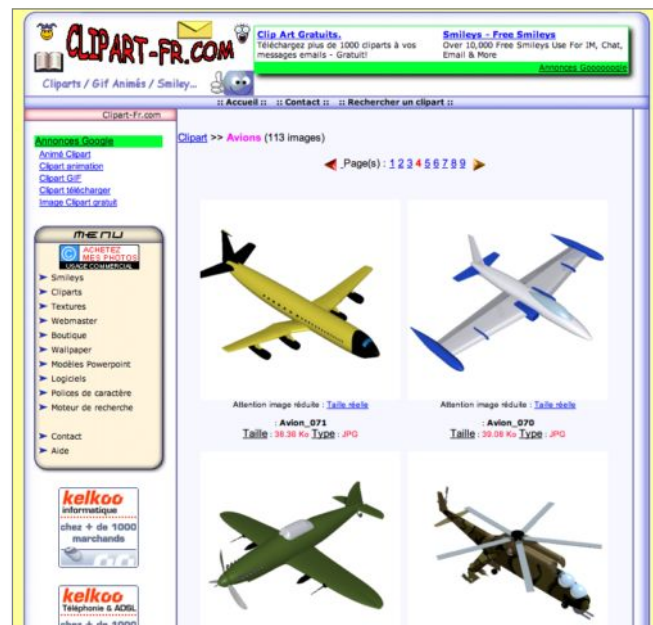 CLIPART-FR.COM
Cliparts / Gif Animés / Smiley...
Clip Art Gratuits.
Téléchargez plus de 1000 cliparts à vos
messages emails - Gratuit!
Smileys - Free Smileys
Over 10,000 Free Smileys Use For IM, Chat,
Email & More
Annonces Goooooogle
:: Accueil :: :: Contact :: :: Rechercher un clipart ::
Clipart-Fr.com
Annonces Google
Animé Clipart
Clipart animation
Clipart GIF
Clipart télécharger
Image Clipart gratuit
MENU
© ACHETEZ
MES PHOTOS
USAGE COMMERCIAL
Smileys
Cliparts
Textures
Webmaster
Boutique
Wallpaper
Modèles Powerpoint
Logiciels
Polices de caractère
Moteur de recherche
Contact
Aide
kelkoo
informatique
chez + de 1000
marchands
kelkoo
Téléphonie & ADSL
chez + de 1000
Clipart >> Avions (113 images)
Page(s) : 1 2 3 4 5 6 7 8 9
Attention image réduite : Taille réelle
: Avion_071
Taille : 38.36 Ko Type : JPG
Attention image réduite : Taille réelle
: Avion_070
Taille : 39.08 Ko Type : JPG